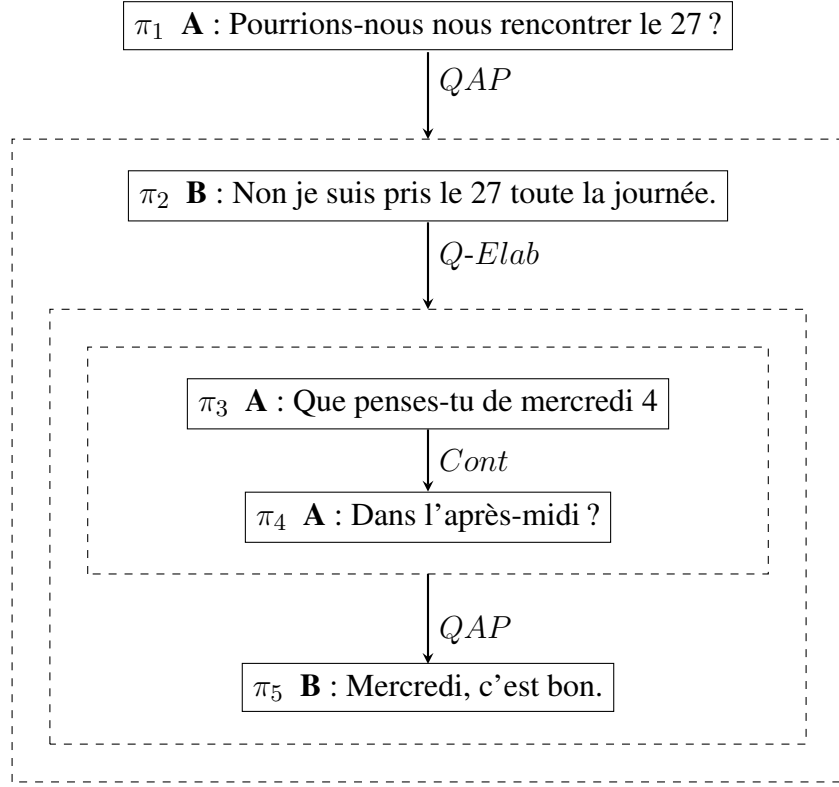 π1 A : Pourrions-nous nous rencontrer le 27 ?
QAP
π2 B : Non je suis pris le 27 toute la journée.
Q-Elab
π3 A : Que penses-tu de mercredi 4
Cont
π4 A : Dans l'après-midi ?
QAP
π5 B : Mercredi, c'est bon.